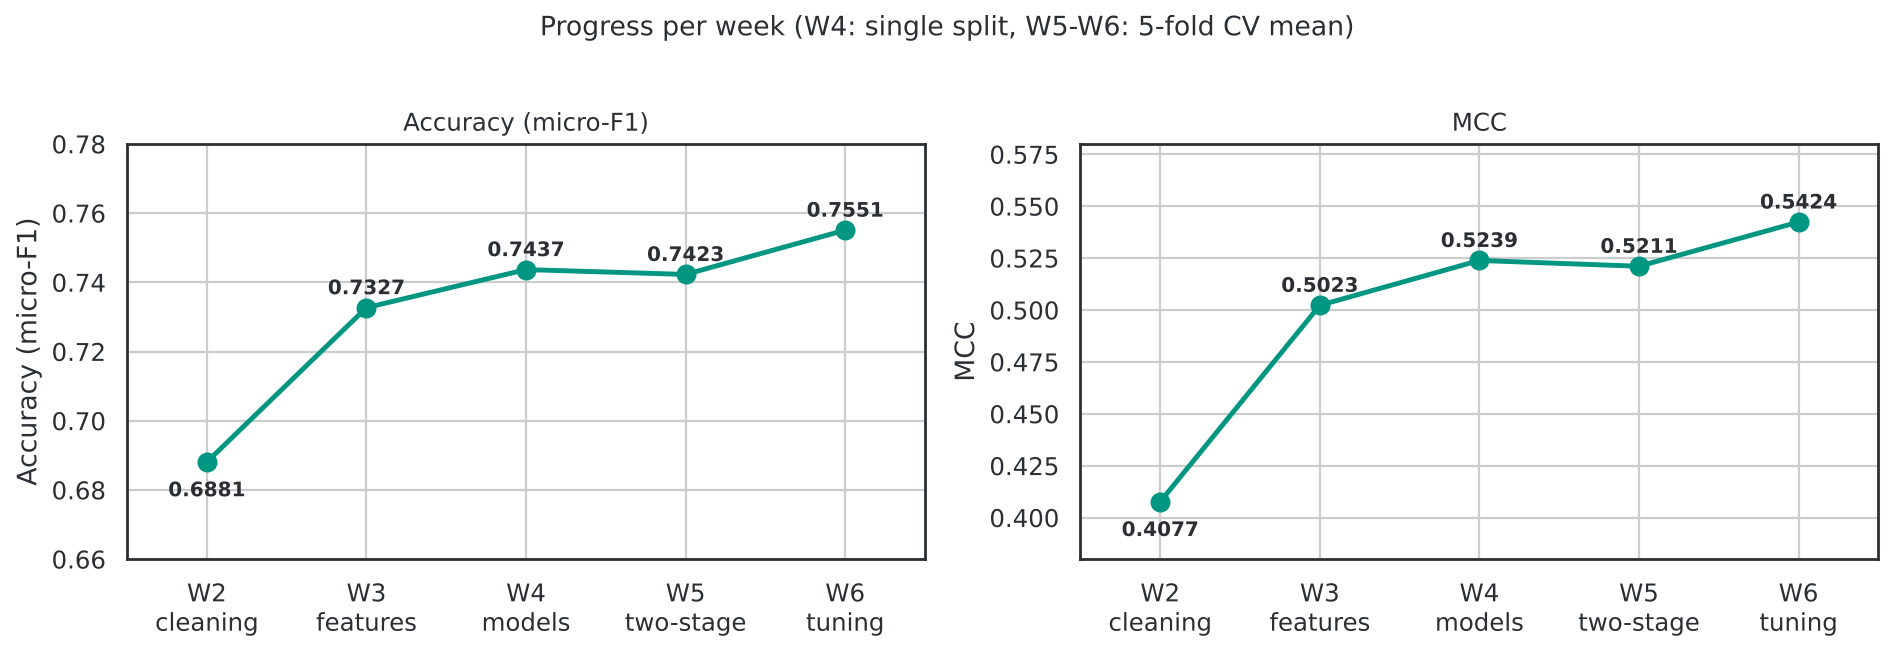 Progress per week (W4: single split, W5-W6: 5-fold CV mean)
Accuracy (micro-F1)
Accuracy (micro-F1)
0.78
0.76
0.74
0.72
0.70
0.68
0.66
0.6881
0.7327
0.7437
0.7423
0.7551
W2
cleaning
W3
features
W4
models
W5
two-stage
W6
tuning
MCC
MCC
0.575
0.550
0.525
0.500
0.475
0.450
0.425
0.400
0.4077
0.5023
0.5239
0.5211
0.5424
W2
cleaning
W3
features
W4
models
W5
two-stage
W6
tuning